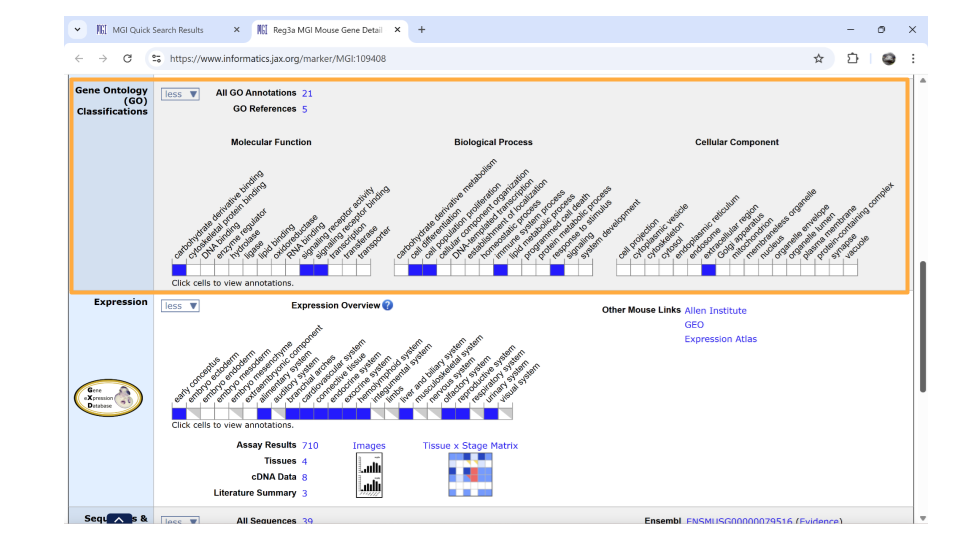 MGI Quick Search Results
Reg3a MGI Mouse Gene Detail
https://www.informatics.jax.org/marker/MGI:109408
Gene Ontology
(GO)
Classifications
less
All GO Annotations 21
GO References 5
Molecular Function
Biological Process
Cellular Component
carbohydrate derivative binding
cytoskeletal protein binding
DNA binding
enzyme regulator
hydrolase
ligase
lipid binding
oxidoreductase
RNA binding
signaling receptor activity
signaling receptor binding
transcription
transferase
transporter
carbohydrate derivative metabolism
cell differentiation
cell population proliferation
cellular component organization
DNA-templated transcription
establishment of localization
homeostatic process
immune system process
lipid metabolic process
programmed cell death
protein metabolic process
response to stimulus
signaling
system development
cell projection
cytoplasmic vesicle
cytoskeleton
cytosol
endoplasmic reticulum
endosome
extracellular region
Golgi apparatus
mitochondrion
membraneless organelle
nucleus
organelle envelope
organelle lumen
plasma membrane
protein-containing complex
synapse
vacuole
Click cells to view annotations.
Expression
less
Expression Overview ?
Other Mouse Links Allen Institute
GEO
Expression Atlas
early conceptus
embryo ectoderm
embryo endoderm
embryo mesoderm
embryo mesenchyme
extraembryonic component
alimentary system
auditory system
branchial arches
cardiovascular system
connective tissue
endocrine system
exocrine system
hemolymphoid system
integumental system
limbs
liver and biliary system
musculoskeletal system
nervous system
olfactory system
reproductive system
respiratory system
urinary system
visual system
Gene
eXpression
Database
Click cells to view annotations.
Assay Results 710
Images
Tissue x Stage Matrix
Tissues 4
cDNA Data 8
Literature Summary 3
less
All Sequences 39
Ensembl ENSMUSG00000079516 (Evidence)